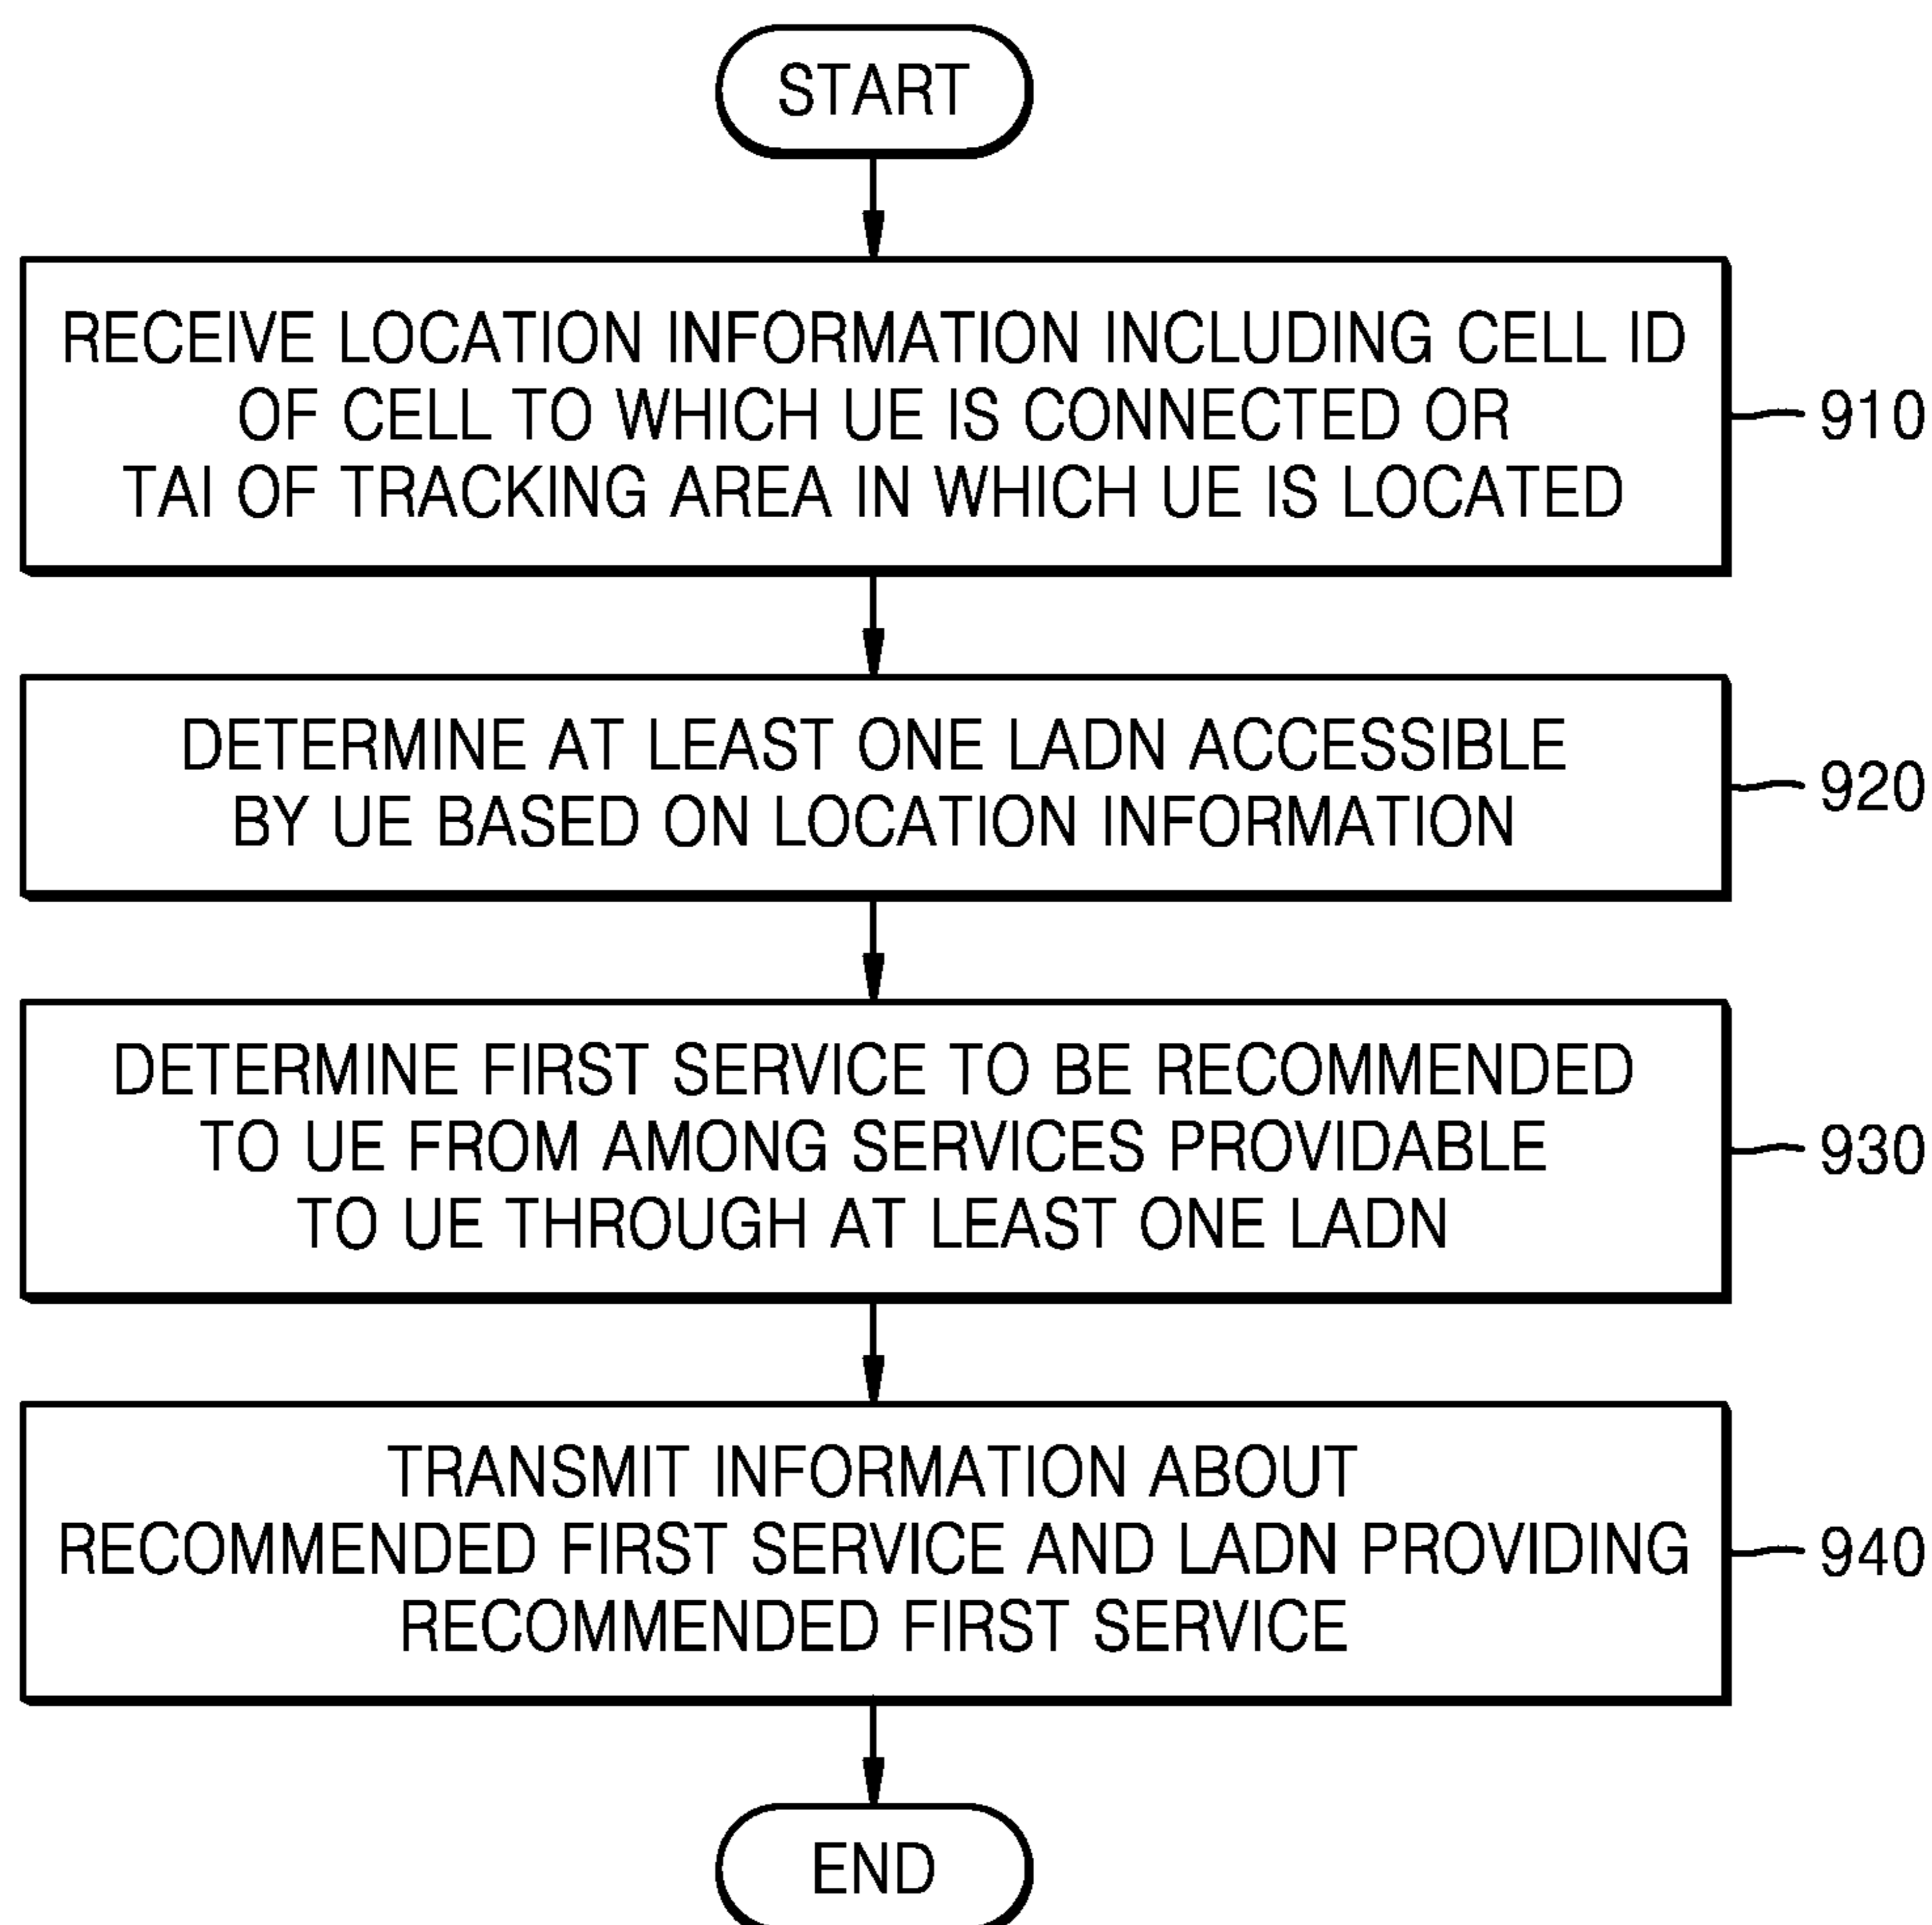 START
RECEIVE LOCATION INFORMATION INCLUDING CELL ID
OF CELL TO WHICH UE IS CONNECTED OR
TAI OF TRACKING AREA IN WHICH UE IS LOCATED
910
DETERMINE AT LEAST ONE LADN ACCESSIBLE
BY UE BASED ON LOCATION INFORMATION
920
DETERMINE FIRST SERVICE TO BE RECOMMENDED
TO UE FROM AMONG SERVICES PROVIDABLE
TO UE THROUGH AT LEAST ONE LADN
930
TRANSMIT INFORMATION ABOUT
RECOMMENDED FIRST SERVICE AND LADN PROVIDING
RECOMMENDED FIRST SERVICE
940
END